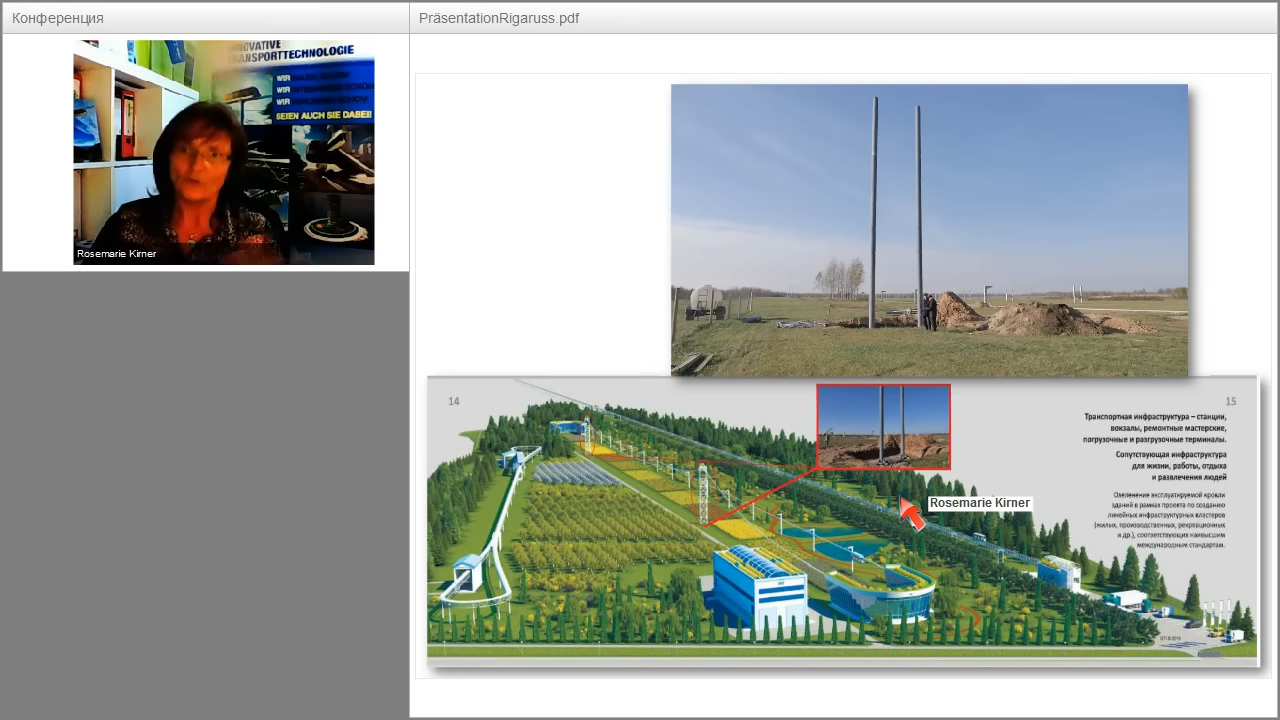 Конференция
PräsentationRigaruss.pdf
TRANSPORTTECHNOLOGIE
WIR
WIR
WIR
SEIEN AUCH SIE DABEI!
Rosemarie Kirner
14
15
Транспортная инфраструктура – станции,
вокзалы, ремонтные мастерские,
погрузочные и разгрузочные терминалы.
Сопутствующая инфраструктура
для жизни, работы, отдыха
и развлечения людей
Озеленение эксплуатируемой кровли
зданий в рамках проекта по созданию
линейных инфраструктурных кластеров
(жилых, производственных, рекреационных
и др.), соответствующих наивысшим
международным стандартам.
Rosemarie Kirner